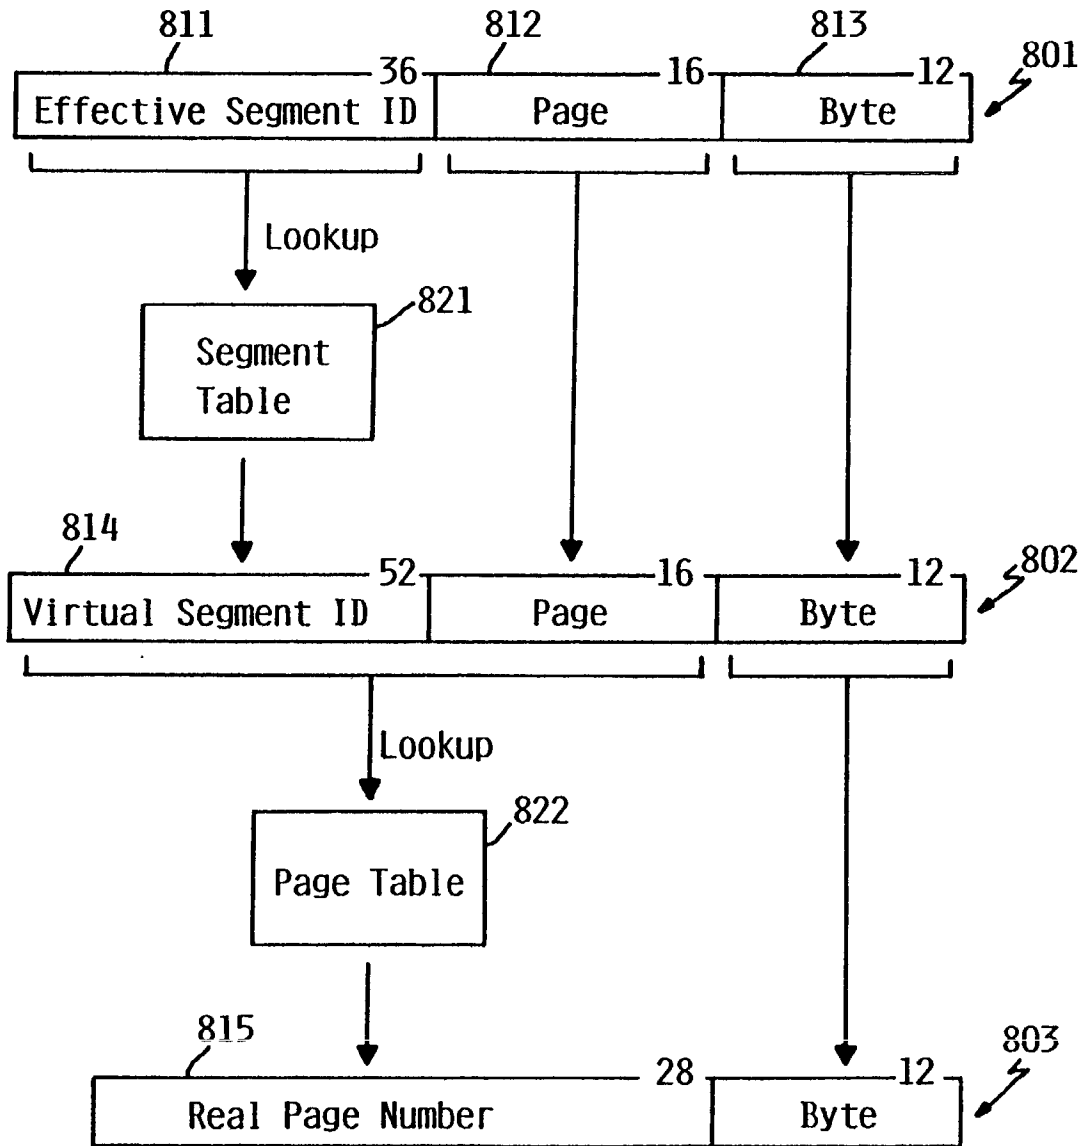 811 812 813
36 16 12 801
Effective Segment ID Page Byte
Lookup
821
Segment
Table
814
52 16 12 802
Virtual Segment ID Page Byte
Lookup
822
Page Table
815
28 12 803
Real Page Number Byte